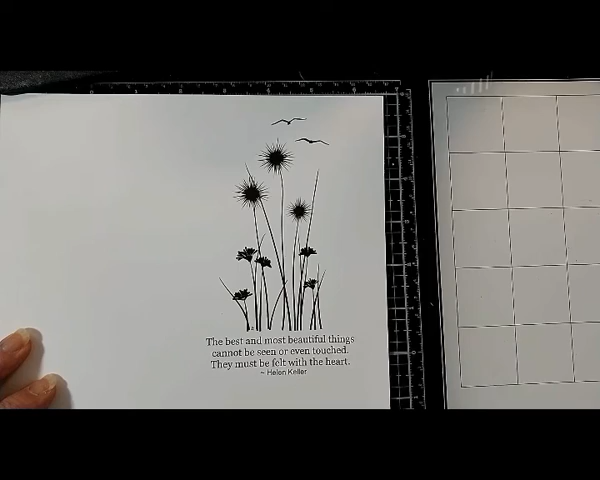 The best and most beautiful things
cannot be seen or even touched.
They must be felt with the heart.
~ Helen Keller